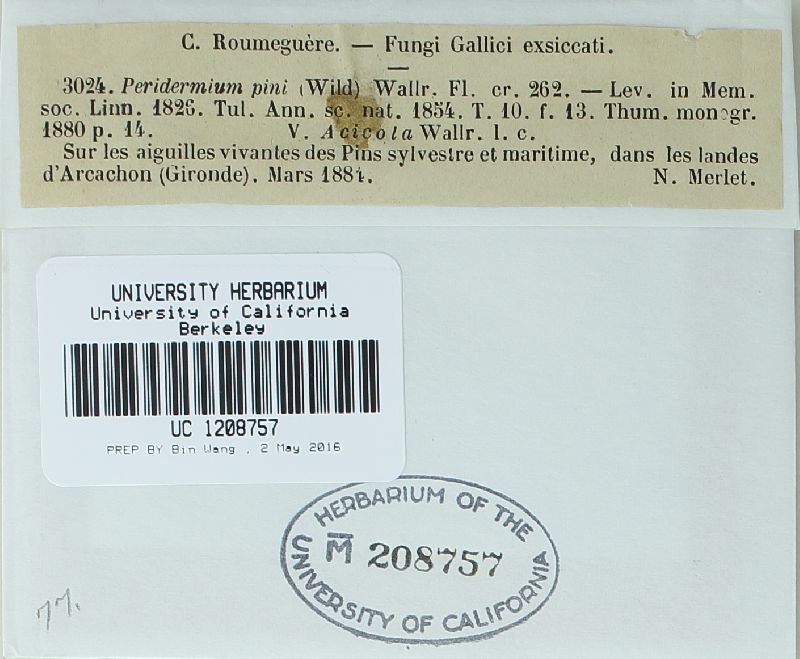 C. Roumeguère. — Fungi Gallici exsiccati.
3024. Peridermium pini (Wild) Wallr. Fl. cr. 262. — Lev. in Mem.
soc. Linn. 1826. Tul. Ann. sc. nat. 1854. T. 10. f. 13. Thum. monogr.
1880 p. 14. V. Acicola Wallr. l. c.
Sur les aiguilles vivantes des Pins sylvestre et maritime, dans les landes
d'Arcachon (Gironde). Mars 1884.
N. Merlet.
UNIVERSITY HERBARIUM
University of California
Berkeley
UC 1208757
PREP BY Bin Wang , 2 May 2016
HERBARIUM OF THE
M̅ 208757
UNIVERSITY OF CALIFORNIA
77.